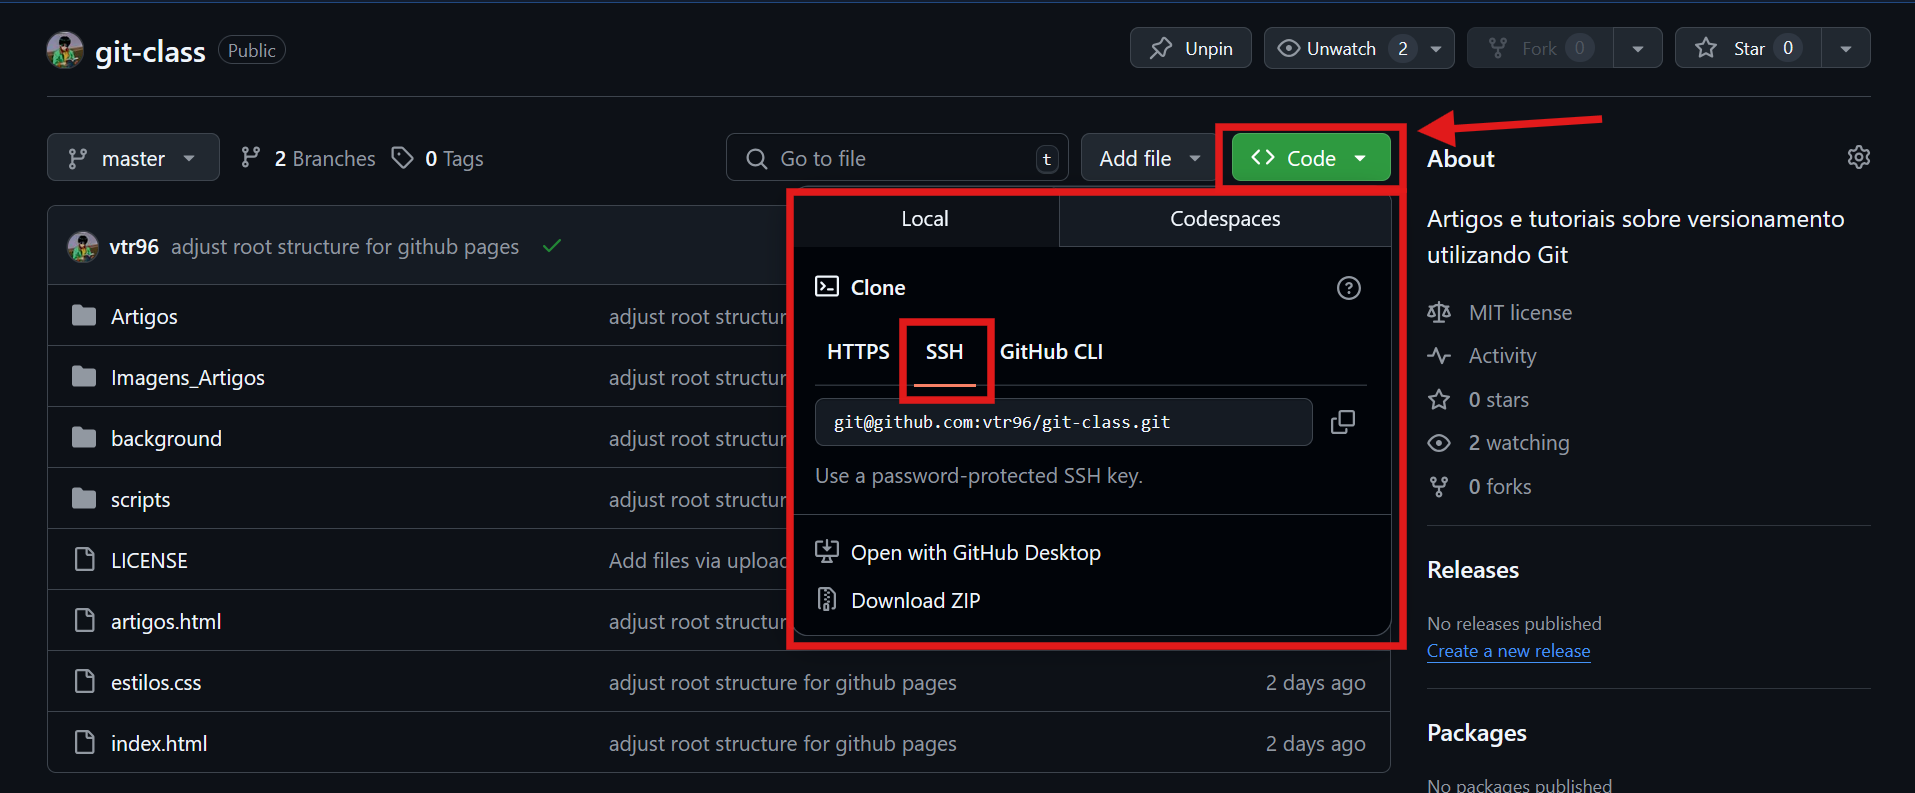 git-class Public
Unpin Unwatch 2 Fork 0 Star 0
master 2 Branches 0 Tags Go to file t Add file Code
vtr96 adjust root structure for github pages
Artigos adjust root structur
Imagens_Artigos adjust root structur
background adjust root structur
scripts adjust root structur
LICENSE Add files via upload
artigos.html adjust root structur
estilos.css adjust root structure for github pages 2 days ago
index.html adjust root structure for github pages 2 days ago
Local Codespaces
Clone
HTTPS SSH GitHub CLI
git@github.com:vtr96/git-class.git
Use a password-protected SSH key.
Open with GitHub Desktop
Download ZIP
About
Artigos e tutoriais sobre versionamento
utilizando Git
MIT license
Activity
0 stars
2 watching
0 forks
Releases
No releases published
Create a new release
Packages
No packages published